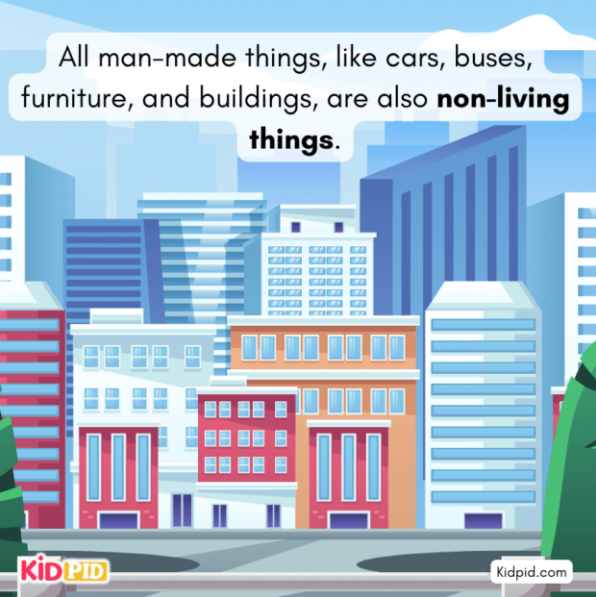 All man-made things, like cars, buses,
furniture, and buildings, are also non-living
things.
KIDPID
Kidpid.com